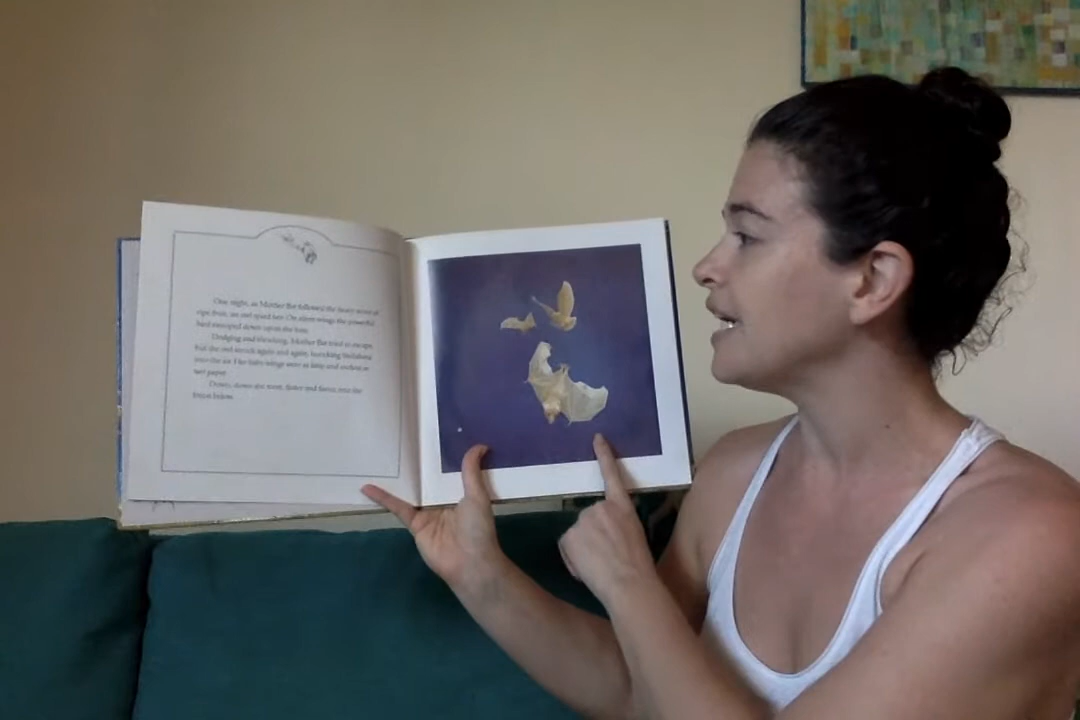 One night, as Mother Bat followed the heavy scent of
ripe fruit, an owl spied her. On silent wings the powerful
bird swooped down upon the bats.
Dodging and shrieking, Mother Bat tried to escape,
but the owl struck again and again, knocking Stellaluna
into the air. Her baby wings were as limp and useless as
wet paper.
Down, down she went, faster and faster, into the
forest below.